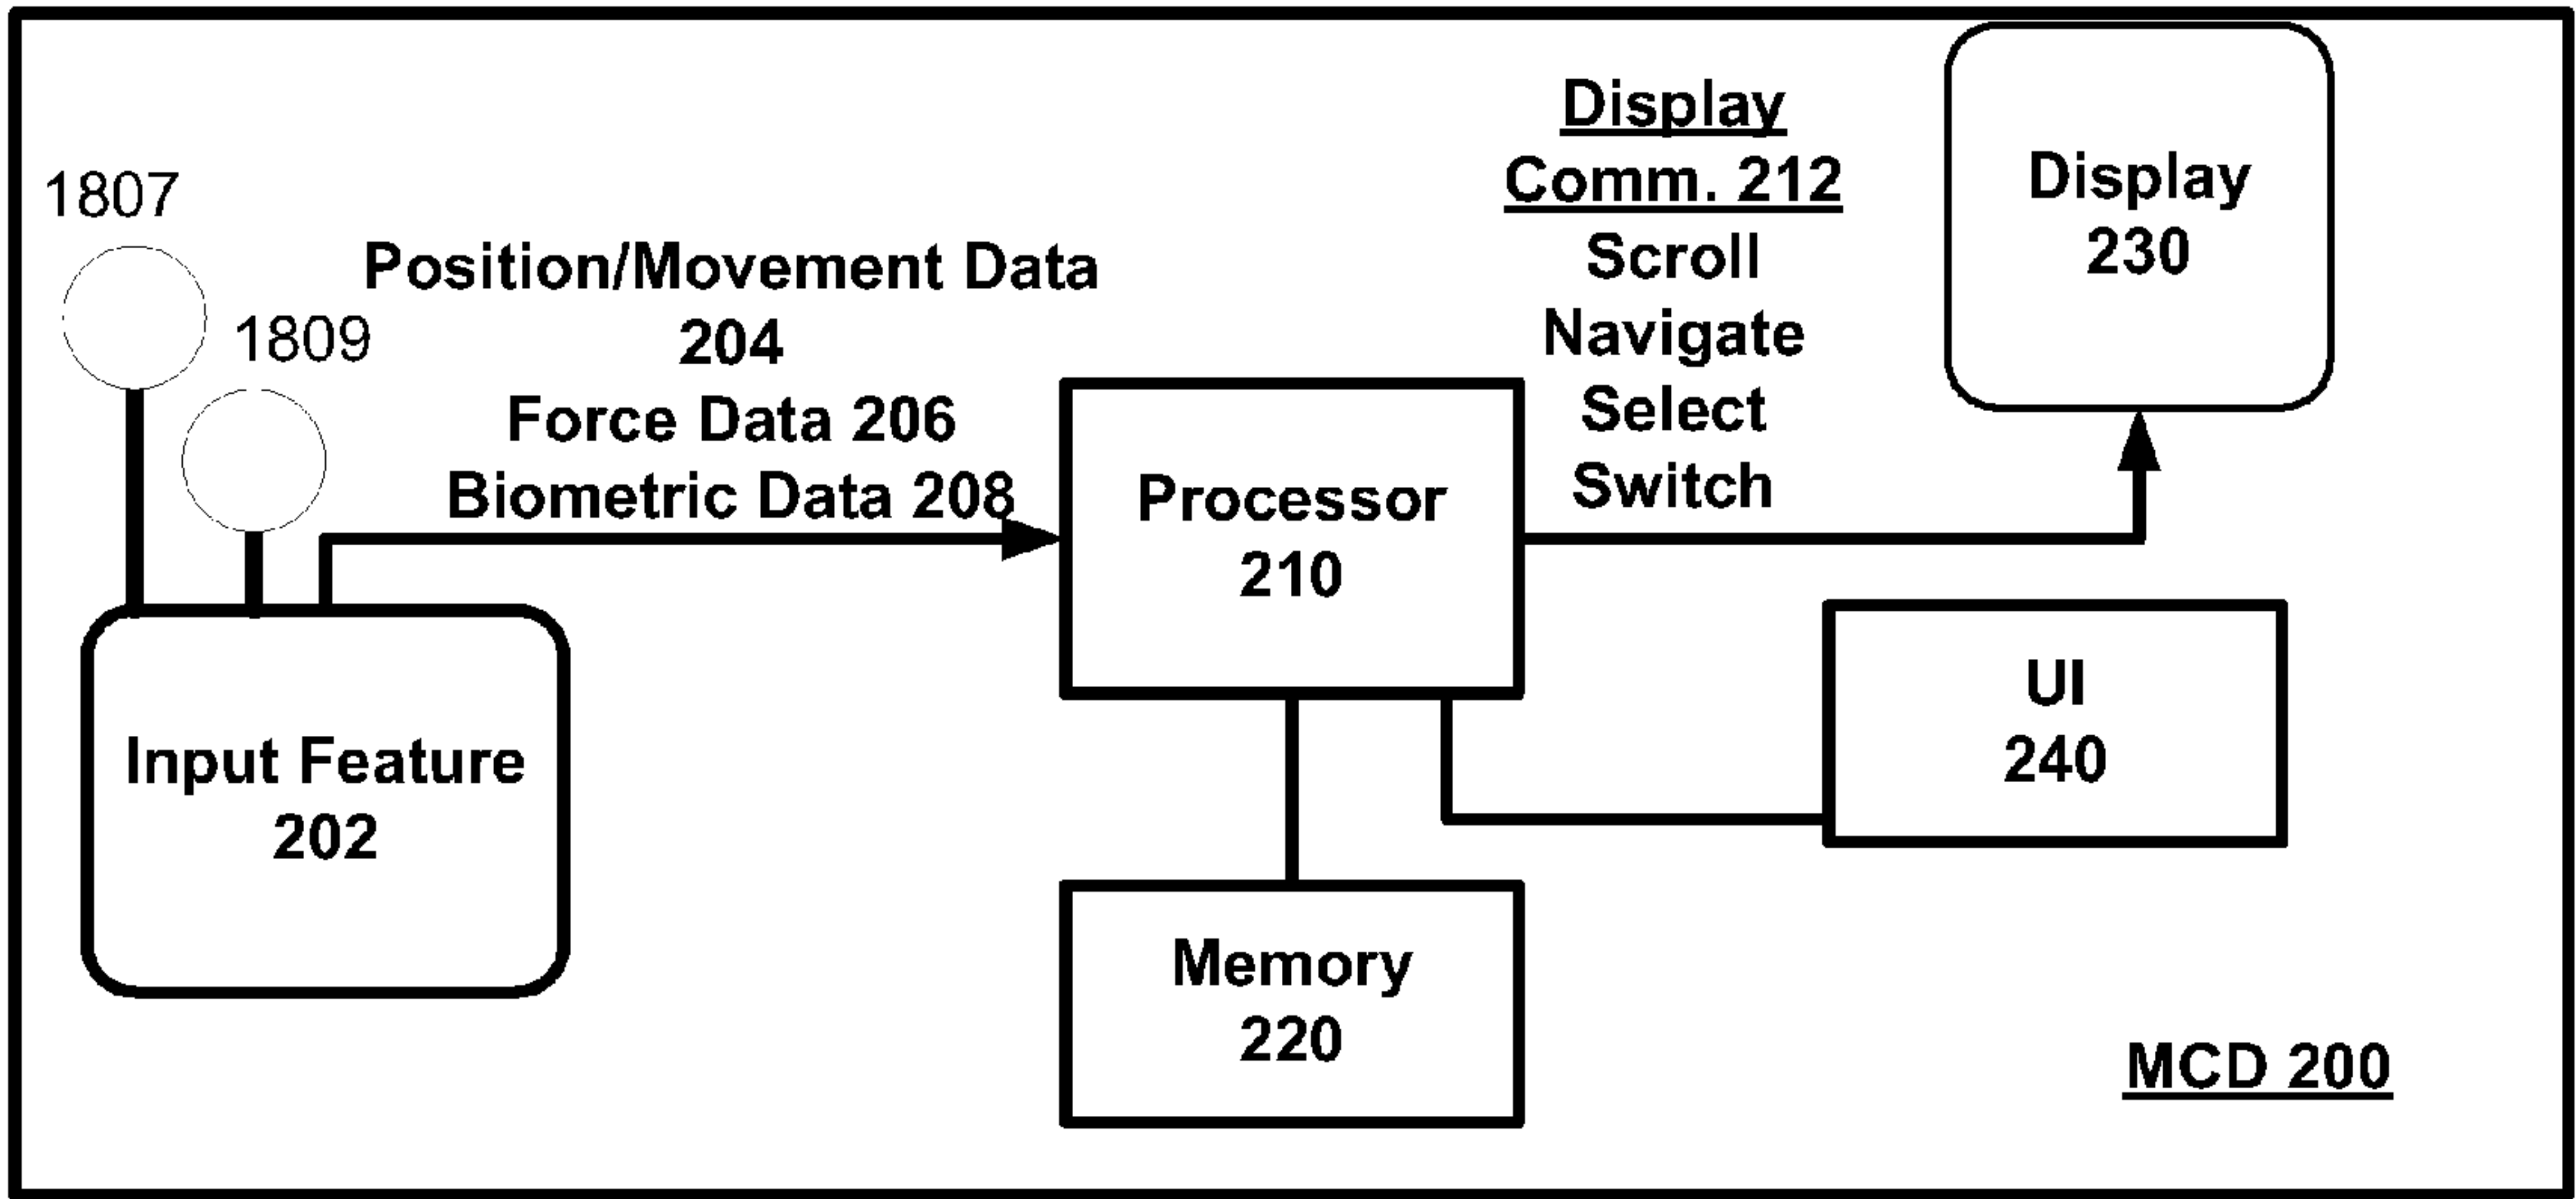 1807
1809
Position/Movement Data
204
Force Data 206
Biometric Data 208
Input Feature
202
Processor
210
Memory
220
Display
Comm. 212
Scroll
Navigate
Select
Switch
Display
230
UI
240
MCD 200